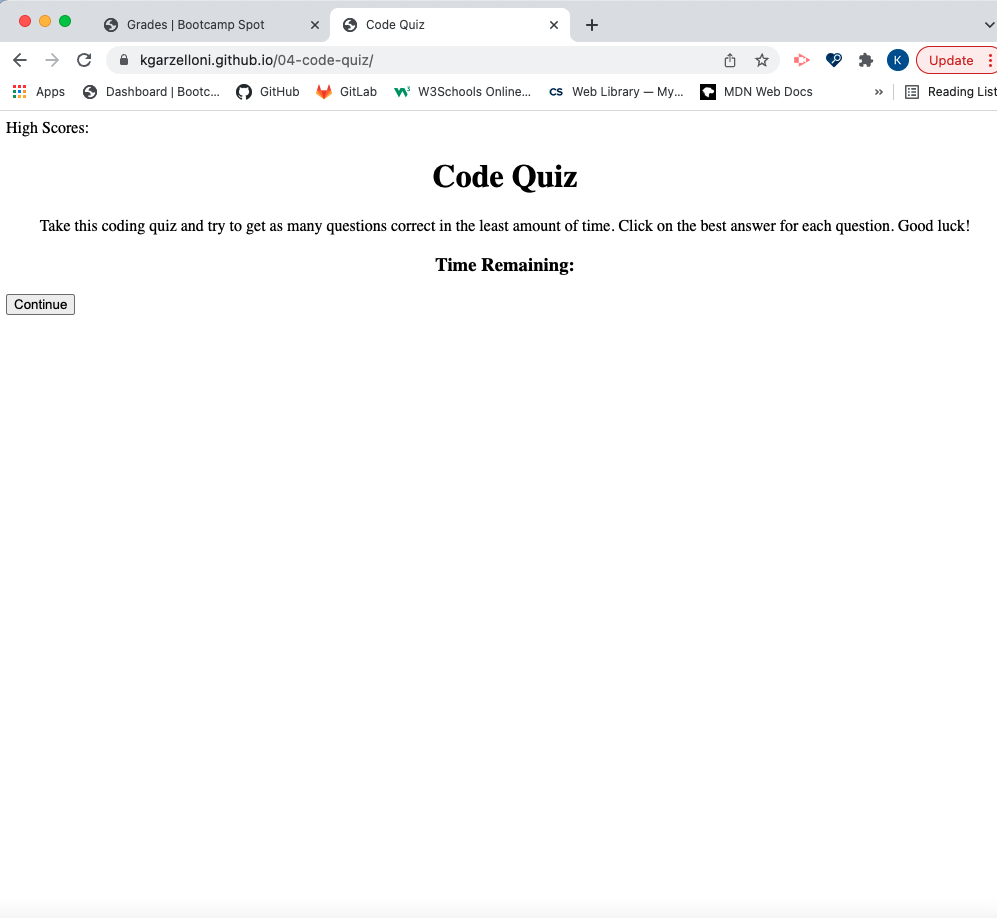 Grades | Bootcamp Spot
Code Quiz
kgarzelloni.github.io/04-code-quiz/
K
Update
Apps
Dashboard | Bootc...
GitHub
GitLab
W3Schools Online...
CS
Web Library — My...
MDN Web Docs
»
Reading List
High Scores:
Code Quiz
Take this coding quiz and try to get as many questions correct in the least amount of time. Click on the best answer for each question. Good luck!
Time Remaining:
Continue